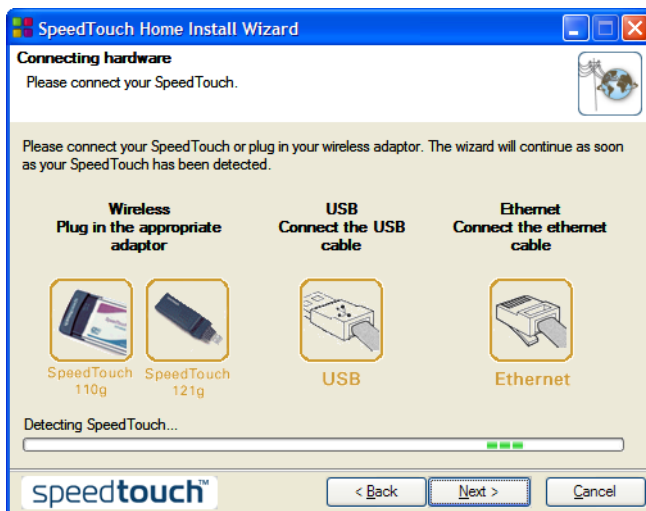 SpeedTouch Home Install Wizard
Connecting hardware
Please connect your SpeedTouch.
Please connect your SpeedTouch or plug in your wireless adaptor. The wizard will continue as soon
as your SpeedTouch has been detected.
Wireless
Plug in the appropriate
adaptor
USB
Connect the USB
cable
Ethernet
Connect the ethernet
cable
SpeedTouch
110g
SpeedTouch
121g
USB
Ethernet
Detecting SpeedTouch...
speedtouch™
< Back
Next >
Cancel